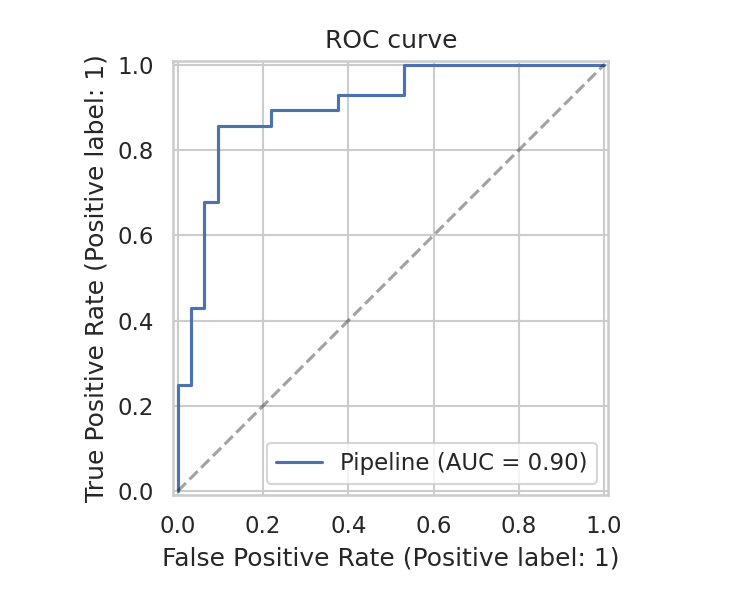 ROC curve
True Positive Rate (Positive label: 1)
1.0
0.8
0.6
0.4
0.2
0.0
Pipeline (AUC = 0.90)
0.0 0.2 0.4 0.6 0.8 1.0
False Positive Rate (Positive label: 1)